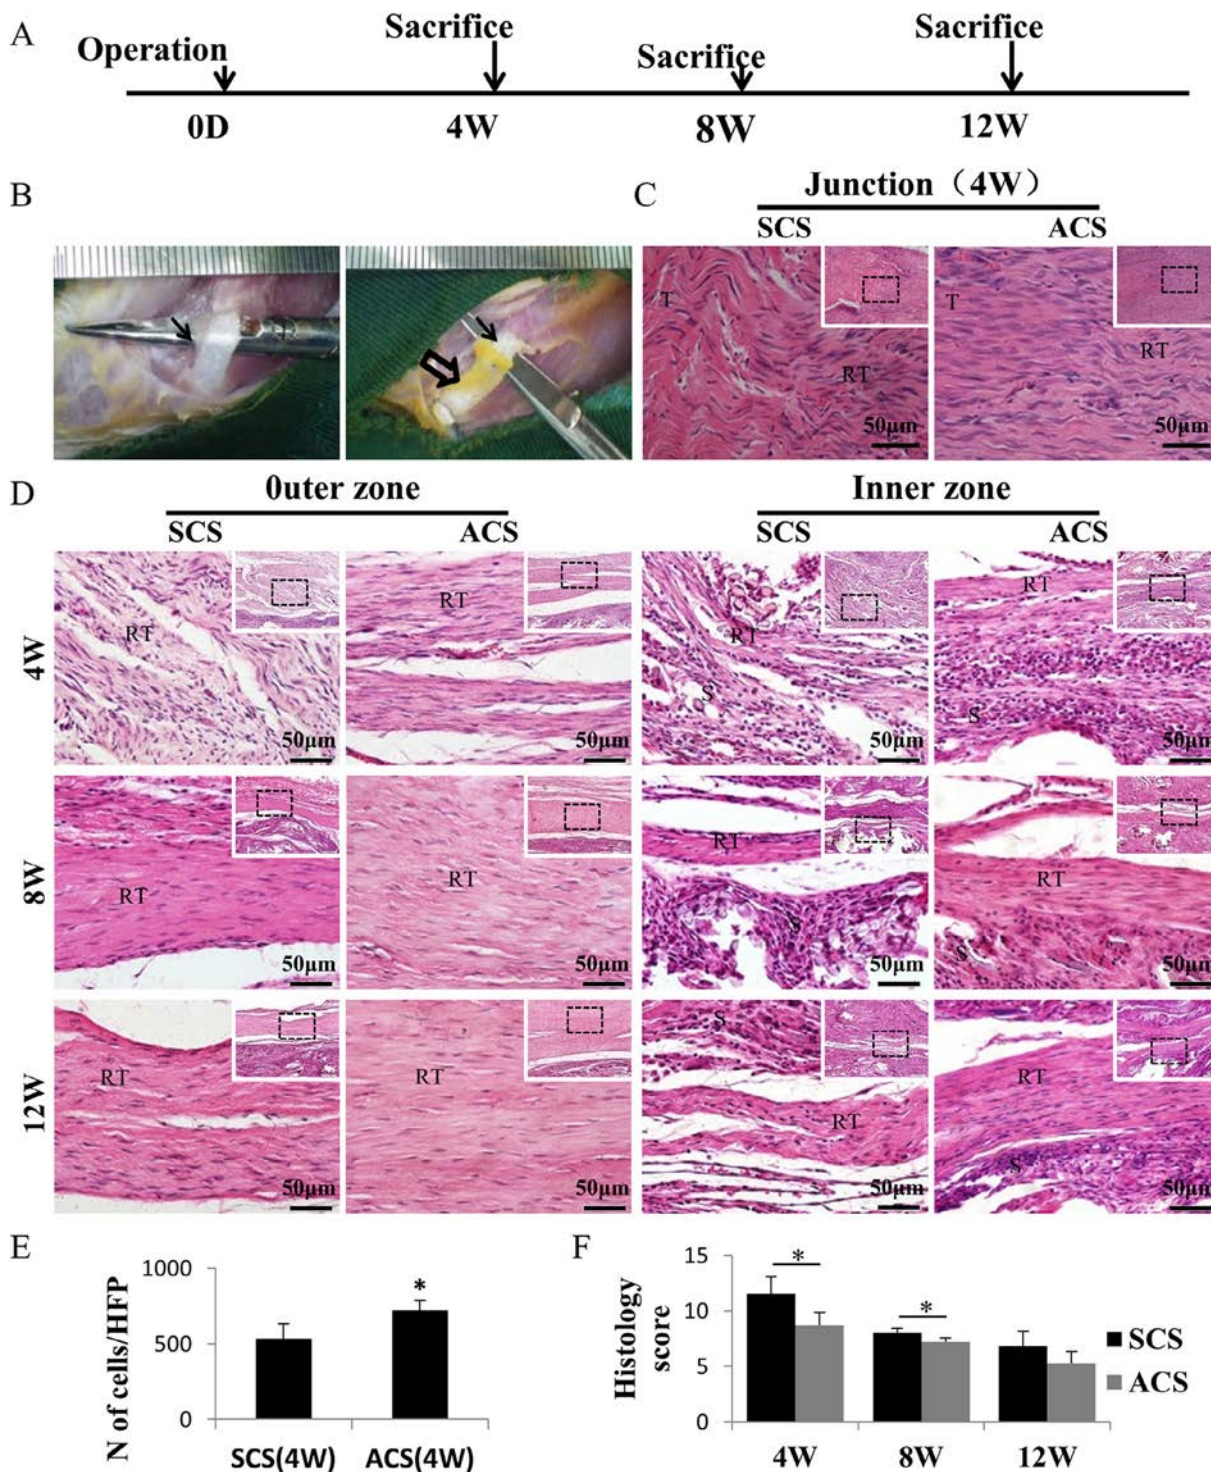 A
Operation
Sacrifice
Sacrifice
Sacrifice
0D
4W
8W
12W
B
C
Junction（4W）
SCS
ACS
T
RT
50μm
T
RT
50μm
D
0uter zone
Inner zone
SCS
ACS
SCS
ACS
4W
RT
50μm
RT
50μm
RT
S
50μm
RT
S
50μm
8W
RT
50μm
RT
50μm
RT
S
50μm
RT
S
50μm
12W
RT
50μm
RT
50μm
S
RT
50μm
RT
S
50μm
E
N of cells/HFP
1000
500
0
*
SCS(4W)
ACS(4W)
F
Histology
score
15
10
5
0
*
*
4W
8W
12W
SCS
ACS